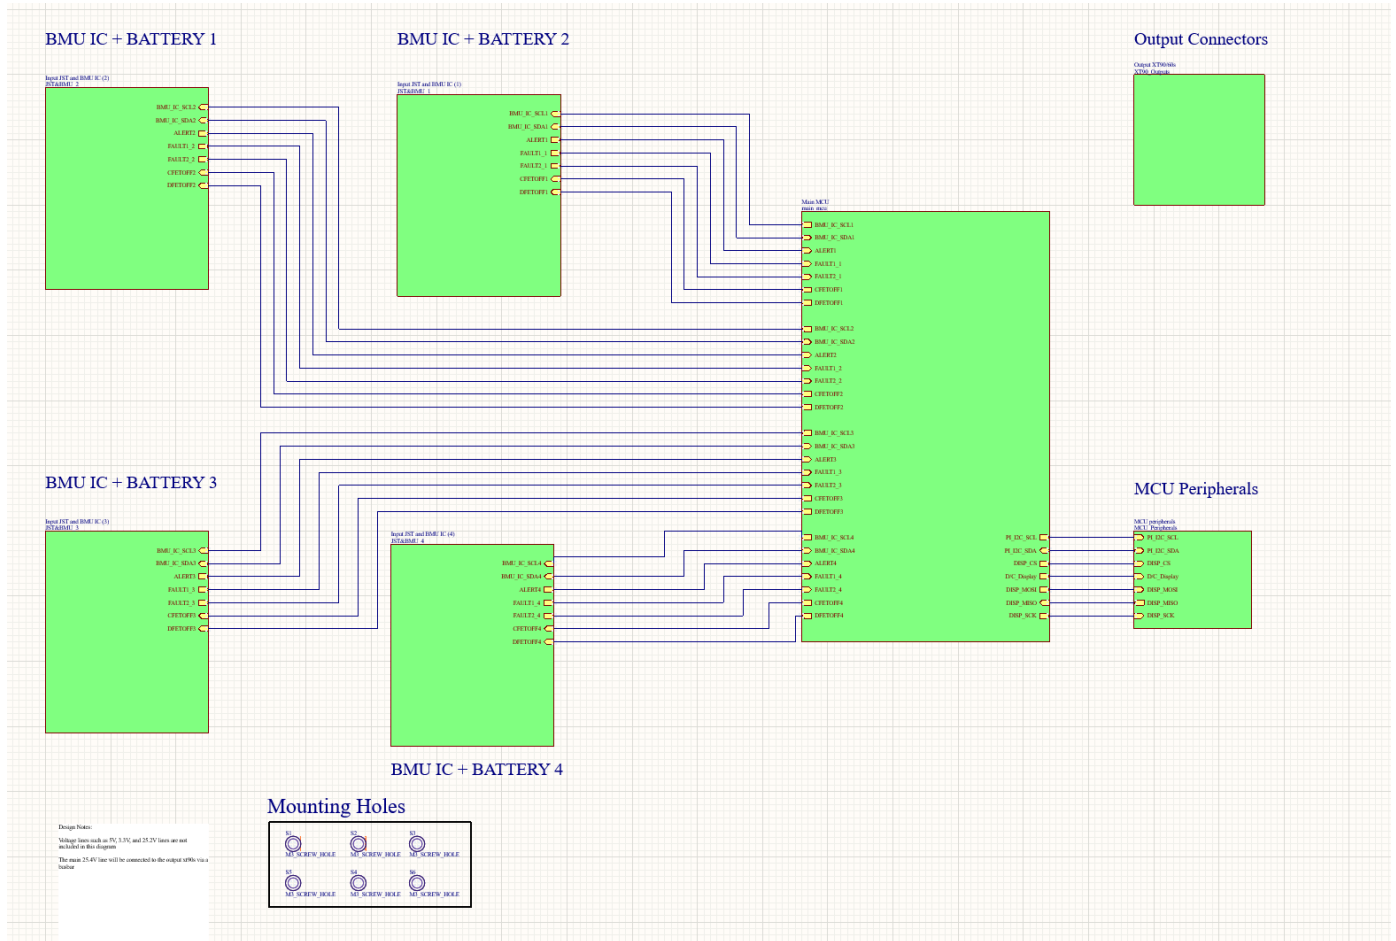 BMU IC + BATTERY 1
Input JST and BMU IC (2)
JST&BMU_2
BMU_IC_SCL2
BMU_IC_SDA2
ALERT2
FAULT1_2
FAULT2_2
CFETOFF2
DFETOFF2
BMU IC + BATTERY 2
Input JST and BMU IC (1)
JST&BMU_1
BMU_IC_SCL1
BMU_IC_SDA1
ALERT1
FAULT1_1
FAULT2_1
CFETOFF1
DFETOFF1
Output Connectors
Output XT90/60s
XT90_Outputs
Main MCU
main_mcu
BMU_IC_SCL1
BMU_IC_SDA1
ALERT1
FAULT1_1
FAULT2_1
CFETOFF1
DFETOFF1
BMU_IC_SCL2
BMU_IC_SDA2
ALERT2
FAULT1_2
FAULT2_2
CFETOFF2
DFETOFF2
BMU_IC_SCL3
BMU_IC_SDA3
ALERT3
FAULT1_3
FAULT2_3
CFETOFF3
DFETOFF3
BMU_IC_SCL4
BMU_IC_SDA4
ALERT4
FAULT1_4
FAULT2_4
CFETOFF4
DFETOFF4
PI_I2C_SCL
PI_I2C_SDA
DISP_CS
D/C_Display
DISP_MOSI
DISP_MISO
DISP_SCK
BMU IC + BATTERY 3
Input JST and BMU IC (3)
JST&BMU_3
BMU_IC_SCL3
BMU_IC_SDA3
ALERT3
FAULT1_3
FAULT2_3
CFETOFF3
DFETOFF3
Input JST and BMU IC (4)
JST&BMU_4
BMU_IC_SCL4
BMU_IC_SDA4
ALERT4
FAULT1_4
FAULT2_4
CFETOFF4
DFETOFF4
BMU IC + BATTERY 4
MCU Peripherals
MCU peripherals
MCU_Peripherals
PI_I2C_SCL
PI_I2C_SDA
DISP_CS
D/C_Display
DISP_MOSI
DISP_MISO
DISP_SCK
Mounting Holes
S1
M3_SCREW_HOLE
S2
M3_SCREW_HOLE
S3
M3_SCREW_HOLE
S5
M3_SCREW_HOLE
S4
M3_SCREW_HOLE
S6
M3_SCREW_HOLE
Design Notes:
Voltage lines such as 5V, 3.3V, and 25.2V lines are not
included in this diagram
The main 25.4V line will be connected to the output xt90s via a
busbar